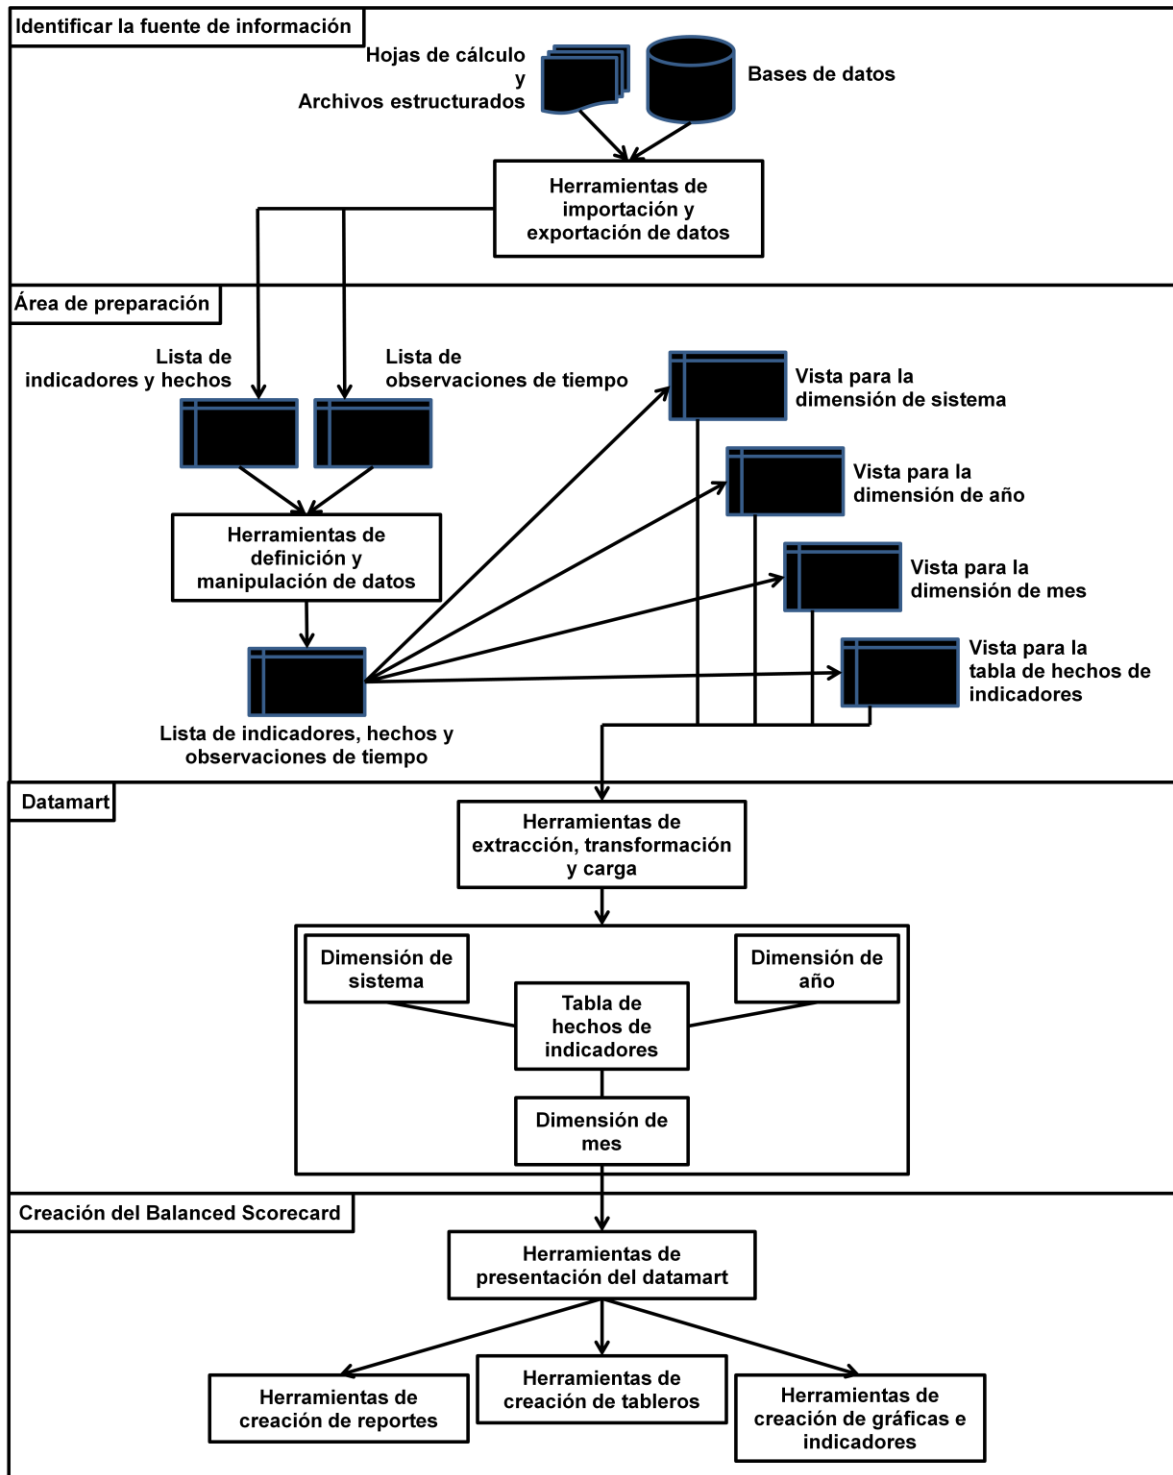 Identificar la fuente de información
Hojas de cálculo
y
Archivos estructurados
Bases de datos
Herramientas de
importación y
exportación de datos
Área de preparación
Lista de
indicadores y hechos
Lista de
observaciones de tiempo
Vista para la
dimensión de sistema
Vista para la
dimensión de año
Herramientas de
definición y
manipulación de datos
Vista para la
dimensión de mes
Vista para la
tabla de hechos de
indicadores
Lista de indicadores, hechos y
observaciones de tiempo
Datamart
Herramientas de
extracción, transformación
y carga
Dimensión de
sistema
Dimensión de
año
Tabla de
hechos de
indicadores
Dimensión de
mes
Creación del Balanced Scorecard
Herramientas de
presentación del datamart
Herramientas de
creación de reportes
Herramientas de
creación de tableros
Herramientas de
creación de gráficas e
indicadores